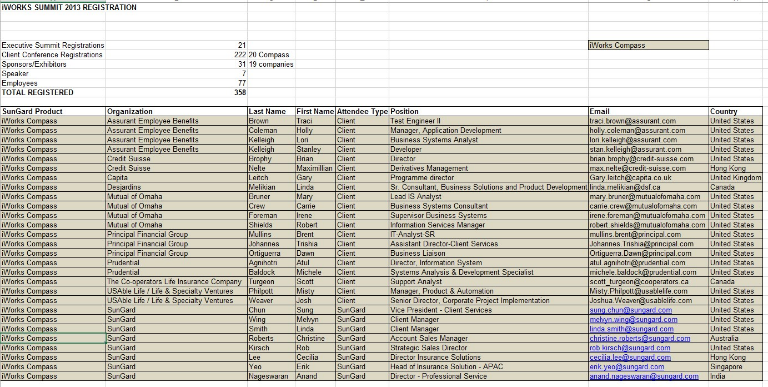 iWORKS SUMMIT 2013 REGISTRATION
Executive Summit Registrations 21 iWorks Compass
Client Conference Registrations 222 20 Compass
Sponsors/Exhibitors 31 19 companies
Speaker 7
Employees 77
TOTAL REGISTERED 358
SunGard Product Organization Last Name First Name Attendee Type Position Email Country
iWorks Compass Assurant Employee Benefits Brown Traci Client Test Engineer II traci.brown@assurant.com United States
iWorks Compass Assurant Employee Benefits Coleman Holly Client Manager, Application Development holly.coleman@assurant.com United States
iWorks Compass Assurant Employee Benefits Kelleigh Lori Client Business Systems Analyst lori.kelleigh@assurant.com United States
iWorks Compass Assurant Employee Benefits Kelleigh Stanley Client Developer stan.kelleigh@assurant.com United States
iWorks Compass Credit Suisse Brophy Brian Client Director brian.brophy@credit-suisse.com United States
iWorks Compass Credit Suisse Nelte Maximillian Client Derivatives Management max.nelte@credit-suisse.com Hong Kong
iWorks Compass Capita Leitch Gary Client Programme director Gary.leitch@capita.co.uk United Kingdom
iWorks Compass Desjardins Melikian Linda Client Sr. Consultant, Business Solutions and Product Development linda.melikian@dsf.ca Canada
iWorks Compass Mutual of Omaha Bruner Mary Client Lead IS Analyst mary.bruner@mutualofomaha.com United States
iWorks Compass Mutual of Omaha Crew Carrie Client Business Systems Consultant carrie.crew@mutualofomaha.com United States
iWorks Compass Mutual of Omaha Foreman Irene Client Supervisor Business Systems irene.foreman@mutualofomaha.com United States
iWorks Compass Mutual of Omaha Shields Robert Client Information Services Manager robert.shields@mutualofomaha.com United States
iWorks Compass Principal Financial Group Mullins Brent Client IT-Analyst-SR mullins.brent@principal.com United States
iWorks Compass Principal Financial Group Johannes Trishia Client Assistant Director-Client Services Johannes.Trishia@principal.com United States
iWorks Compass Principal Financial Group Ortiguerra Dawn Client Business Liaison Ortiguerra.Dawn@principal.com United States
iWorks Compass Prudential Agnihotri Atul Client Director, Information System atul.agnihotri@prudential.com United States
iWorks Compass Prudential Baldock Michele Client Systems Analysis & Development Specialist michele.baldock@prudential.com United States
iWorks Compass The Co-operators Life Insurance Company Turgeon Scott Client Support Analyst scott_turgeon@cooperators.ca Canada
iWorks Compass USAble Life / Life & Specialty Ventures Philpott Misty Client Manager, Product & Automation Misty.Philpott@usablelife.com United States
iWorks Compass USAble Life / Life & Specialty Ventures Weaver Josh Client Senior Director, Corporate Project Implementation Joshua.Weaver@usablelife.com United States
iWorks Compass SunGard Chun Sung SunGard Vice President - Client Services sung.chun@sungard.com United States
iWorks Compass SunGard Wing Melvyn SunGard Client Manager melvyn.wing@sungard.com United States
iWorks Compass SunGard Smith Linda SunGard Client Manager linda.smith@sungard.com United States
iWorks Compass SunGard Roberts Christine SunGard Account Sales Manager christine.roberts@sungard.com Australia
iWorks Compass SunGard Kirsch Rob SunGard Strategic Sales Director rob.kirsch@sungard.com United States
iWorks Compass SunGard Lee Cecilia SunGard Director Insurance Solutions cecilia.lee@sungard.com Hong Kong
iWorks Compass SunGard Yeo Erik SunGard Head of Insurance Solution - APAC erik.yeo@sungard.com Singapore
iWorks Compass SunGard Nageswaran Anand SunGard Director - Professional Service anand.nageswaran@sungard.com India